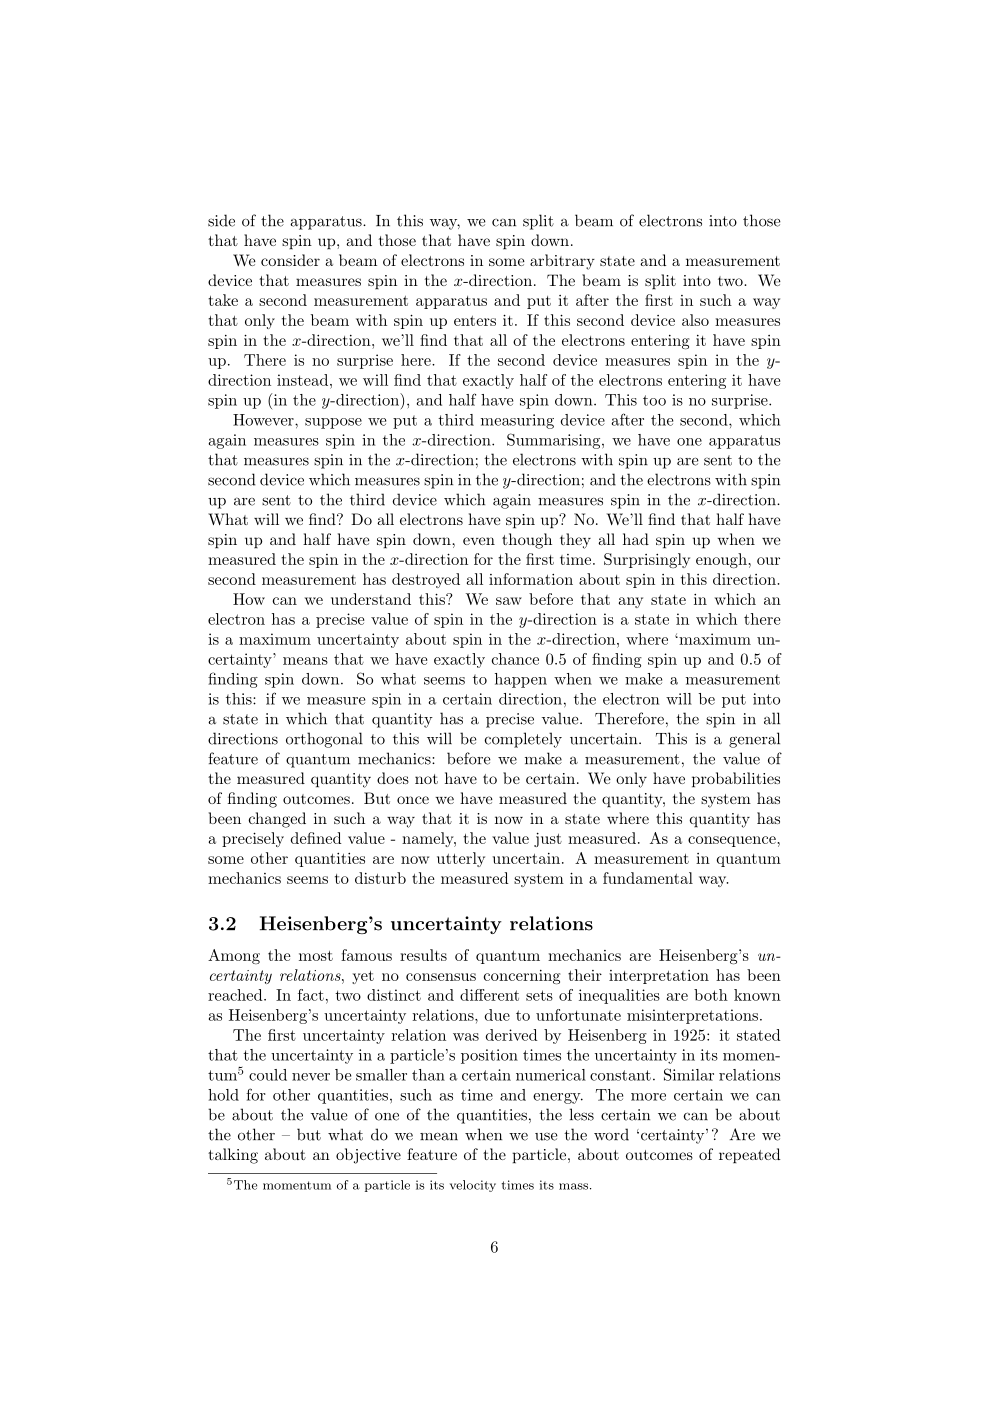 side of the apparatus. In this way, we can split a beam of electrons into those
that have spin up, and those that have spin down.
We consider a beam of electrons in some arbitrary state and a measurement
device that measures spin in the x-direction. The beam is split into two. We
take a second measurement apparatus and put it after the first in such a way
that only the beam with spin up enters it. If this second device also measures
spin in the x-direction, we'll find that all of the electrons entering it have spin
up. There is no surprise here. If the second device measures spin in the y-
direction instead, we will find that exactly half of the electrons entering it have
spin up (in the y-direction), and half have spin down. This too is no surprise.
However, suppose we put a third measuring device after the second, which
again measures spin in the x-direction. Summarising, we have one apparatus
that measures spin in the x-direction; the electrons with spin up are sent to the
second device which measures spin in the y-direction; and the electrons with spin
up are sent to the third device which again measures spin in the x-direction.
What will we find? Do all electrons have spin up? No. We'll find that half have
spin up and half have spin down, even though they all had spin up when we
measured the spin in the x-direction for the first time. Surprisingly enough, our
second measurement has destroyed all information about spin in this direction.
How can we understand this? We saw before that any state in which an
electron has a precise value of spin in the y-direction is a state in which there
is a maximum uncertainty about spin in the x-direction, where ‘maximum un-
certainty’ means that we have exactly chance 0.5 of finding spin up and 0.5 of
finding spin down. So what seems to happen when we make a measurement
is this: if we measure spin in a certain direction, the electron will be put into
a state in which that quantity has a precise value. Therefore, the spin in all
directions orthogonal to this will be completely uncertain. This is a general
feature of quantum mechanics: before we make a measurement, the value of
the measured quantity does not have to be certain. We only have probabilities
of finding outcomes. But once we have measured the quantity, the system has
been changed in such a way that it is now in a state where this quantity has
a precisely defined value - namely, the value just measured. As a consequence,
some other quantities are now utterly uncertain. A measurement in quantum
mechanics seems to disturb the measured system in a fundamental way.
3.2 Heisenberg's uncertainty relations
Among the most famous results of quantum mechanics are Heisenberg's un-
certainty relations, yet no consensus concerning their interpretation has been
reached. In fact, two distinct and different sets of inequalities are both known
as Heisenberg's uncertainty relations, due to unfortunate misinterpretations.
The first uncertainty relation was derived by Heisenberg in 1925: it stated
that the uncertainty in a particle's position times the uncertainty in its momen-
tum⁵ could never be smaller than a certain numerical constant. Similar relations
hold for other quantities, such as time and energy. The more certain we can
be about the value of one of the quantities, the less certain we can be about
the other – but what do we mean when we use the word ‘certainty’? Are we
talking about an objective feature of the particle, about outcomes of repeated
⁵The momentum of a particle is its velocity times its mass.
6